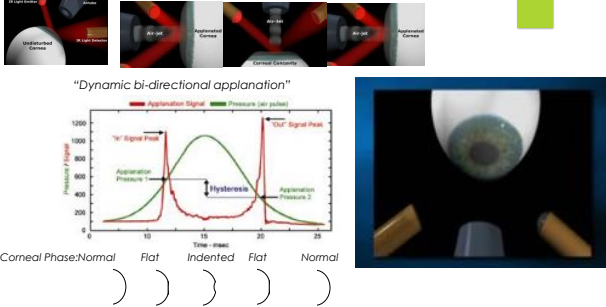 IR Light Emitter
Airtube
Undisturbed
Cornea
IR Light Detector
Air-jet
Applanated
Cornea
Air-Jet
Corneal Concavity
Air-jet
Applanated
Cornea
“Dynamic bi-directional applanation”
Applanation Signal
Pressure (air pulse)
"In" Signal Peak
"Out" Signal Peak
Applanation
Pressure 1
Hysteresis
Applanation
Pressure 2
Pressure / Signal
1200
1000
800
600
400
200
0
0
5
10
15
20
25
Time - msec
Corneal Phase:Normal Flat Indented Flat Normal